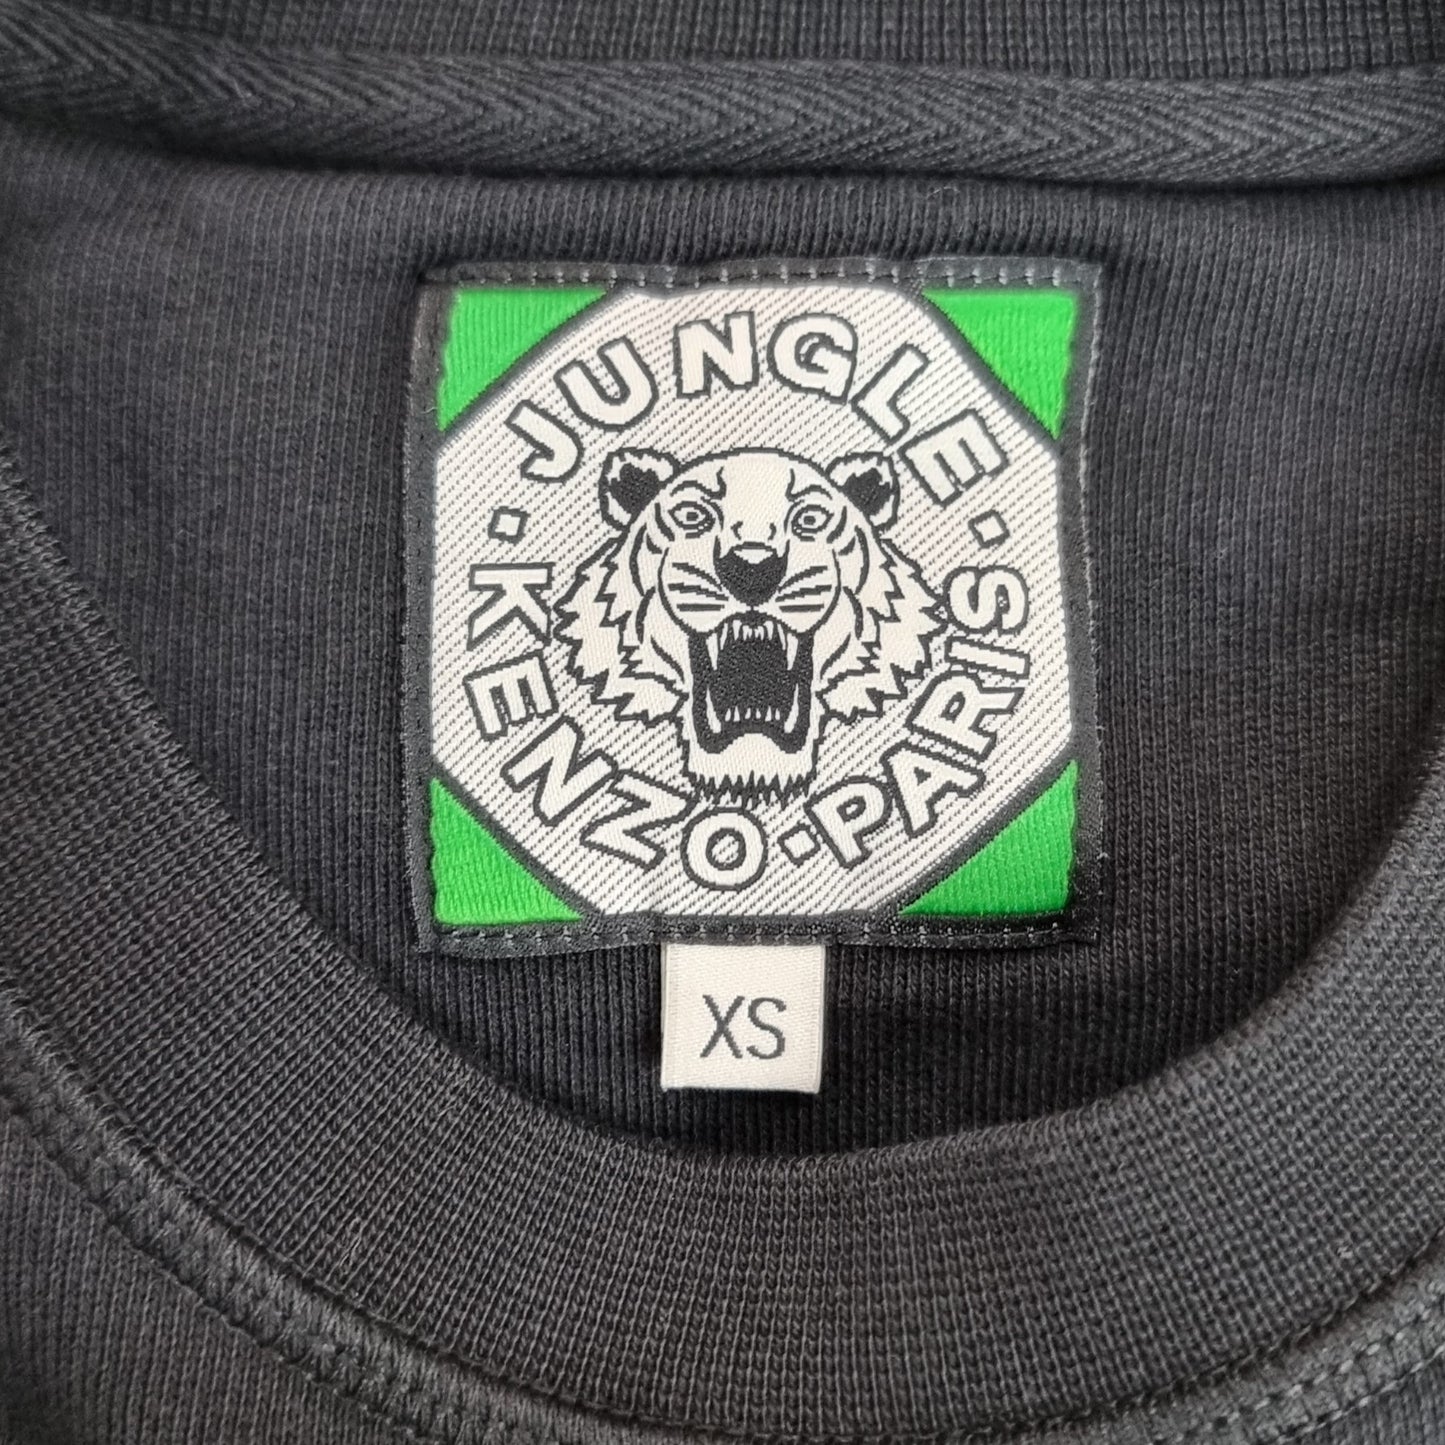 · JUNGLE ·
KENZO · PARIS
XS